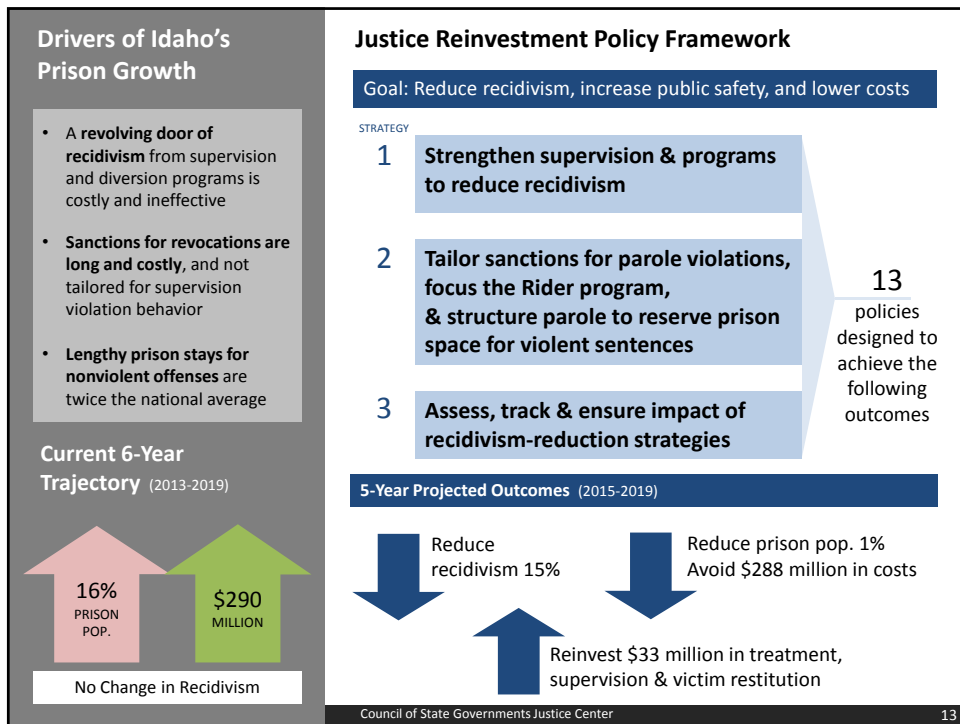 Drivers of Idaho's
Prison Growth
• A revolving door of
recidivism from supervision
and diversion programs is
costly and ineffective
• Sanctions for revocations are
long and costly, and not
tailored for supervision
violation behavior
• Lengthy prison stays for
nonviolent offenses are
twice the national average
Current 6-Year
Trajectory (2013-2019)
16%
PRISON
POP.
$290
MILLION
No Change in Recidivism
Justice Reinvestment Policy Framework
Goal: Reduce recidivism, increase public safety, and lower costs
STRATEGY
1
Strengthen supervision & programs
to reduce recidivism
2
Tailor sanctions for parole violations,
focus the Rider program,
& structure parole to reserve prison
space for violent sentences
3
Assess, track & ensure impact of
recidivism-reduction strategies
13
policies
designed to
achieve the
following
outcomes
5-Year Projected Outcomes (2015-2019)
Reduce
recidivism 15%
Reduce prison pop. 1%
Avoid $288 million in costs
Reinvest $33 million in treatment,
supervision & victim restitution
Council of State Governments Justice Center
13